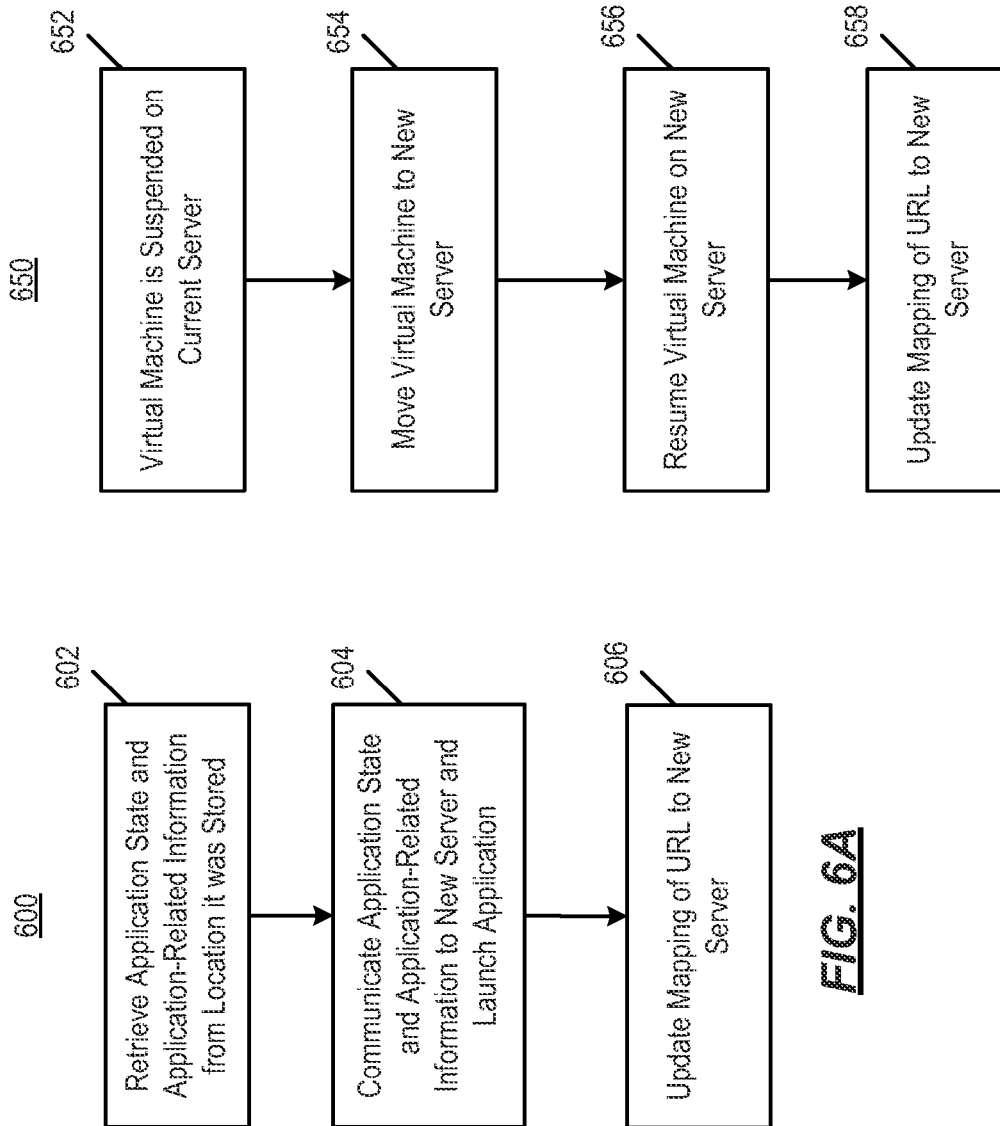 600
602
Retrieve Application State and
Application-Related Information
from Location it was Stored
604
Communicate Application State
and Application-Related
Information to New Server and
Launch Application
606
Update Mapping of URL to New
Server
FIG. 6A
650
652
Virtual Machine is Suspended on
Current Server
654
Move Virtual Machine to New
Server
656
Resume Virtual Machine on New
Server
658
Update Mapping of URL to New
Server